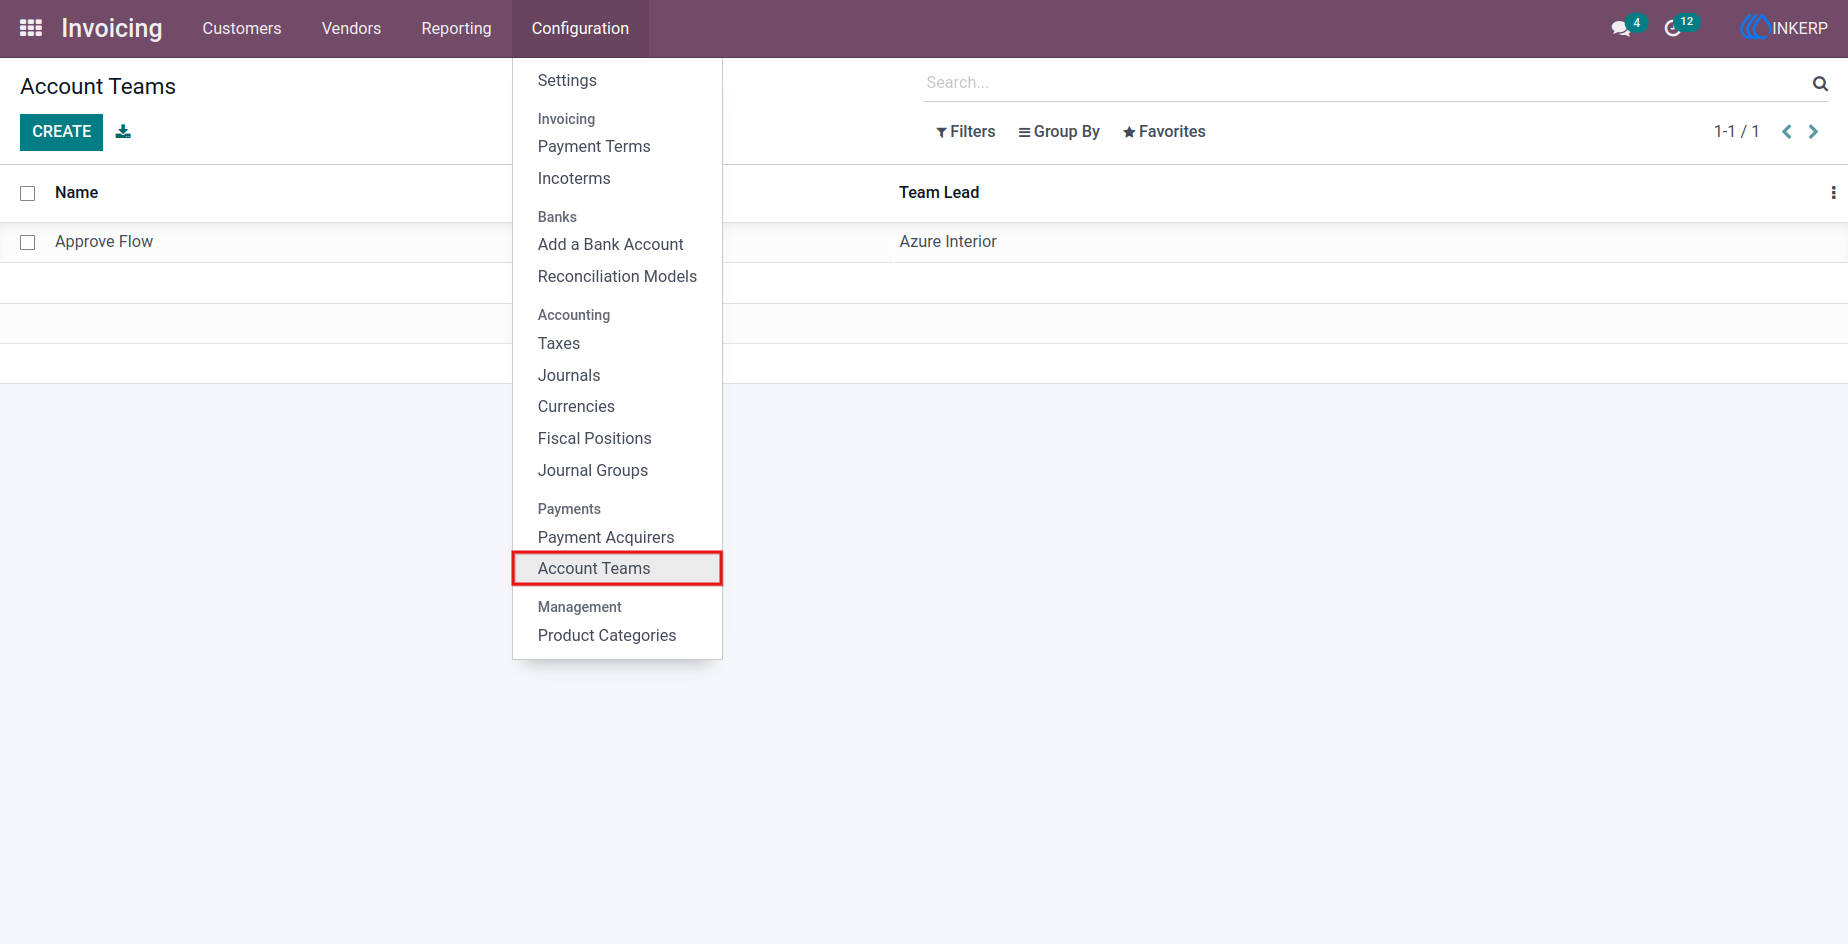 Invoicing Customers Vendors Reporting Configuration 4 12 INKERP
Account Teams
Search...
CREATE
Filters Group By Favorites 1-1 / 1
Name Team Lead
Approve Flow Azure Interior
Settings
Invoicing
Payment Terms
Incoterms
Banks
Add a Bank Account
Reconciliation Models
Accounting
Taxes
Journals
Currencies
Fiscal Positions
Journal Groups
Payments
Payment Acquirers
Account Teams
Management
Product Categories